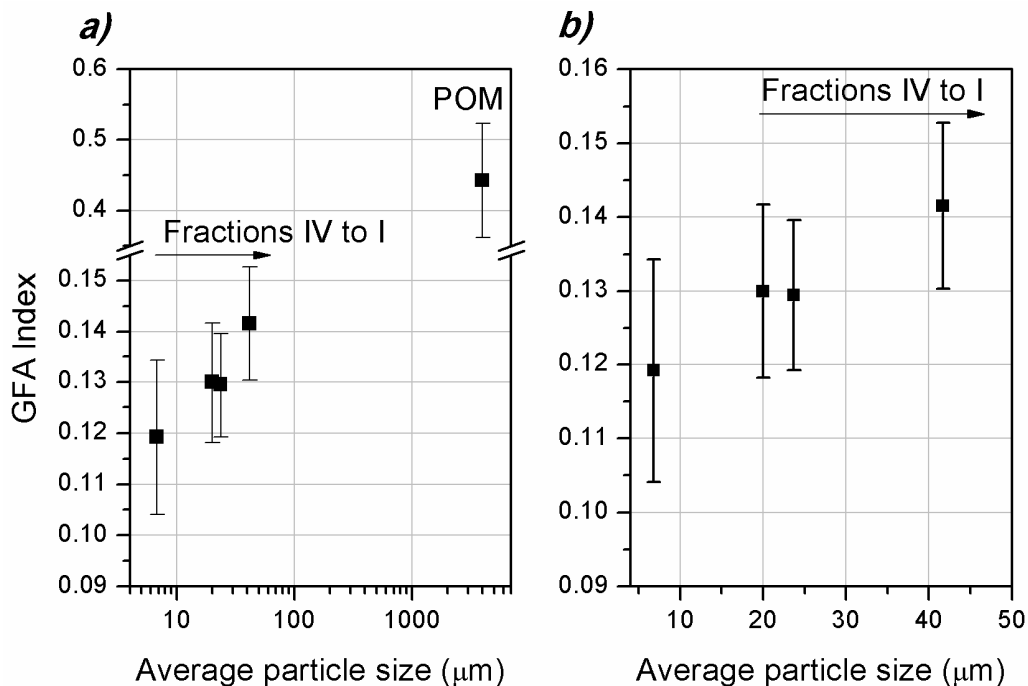 a)
GFA Index
0.6
0.5
0.4
0.15
0.14
0.13
0.12
0.11
0.10
0.09
POM
Fractions IV to I
10 100 1000
Average particle size (μm)
b)
0.16
0.15
0.14
0.13
0.12
0.11
0.10
0.09
Fractions IV to I
10 20 30 40 50
Average particle size (μm)